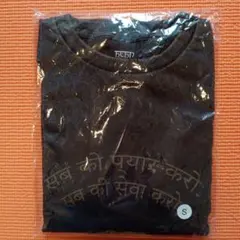 सब को प्यार करो
सब की सेवा करो
S